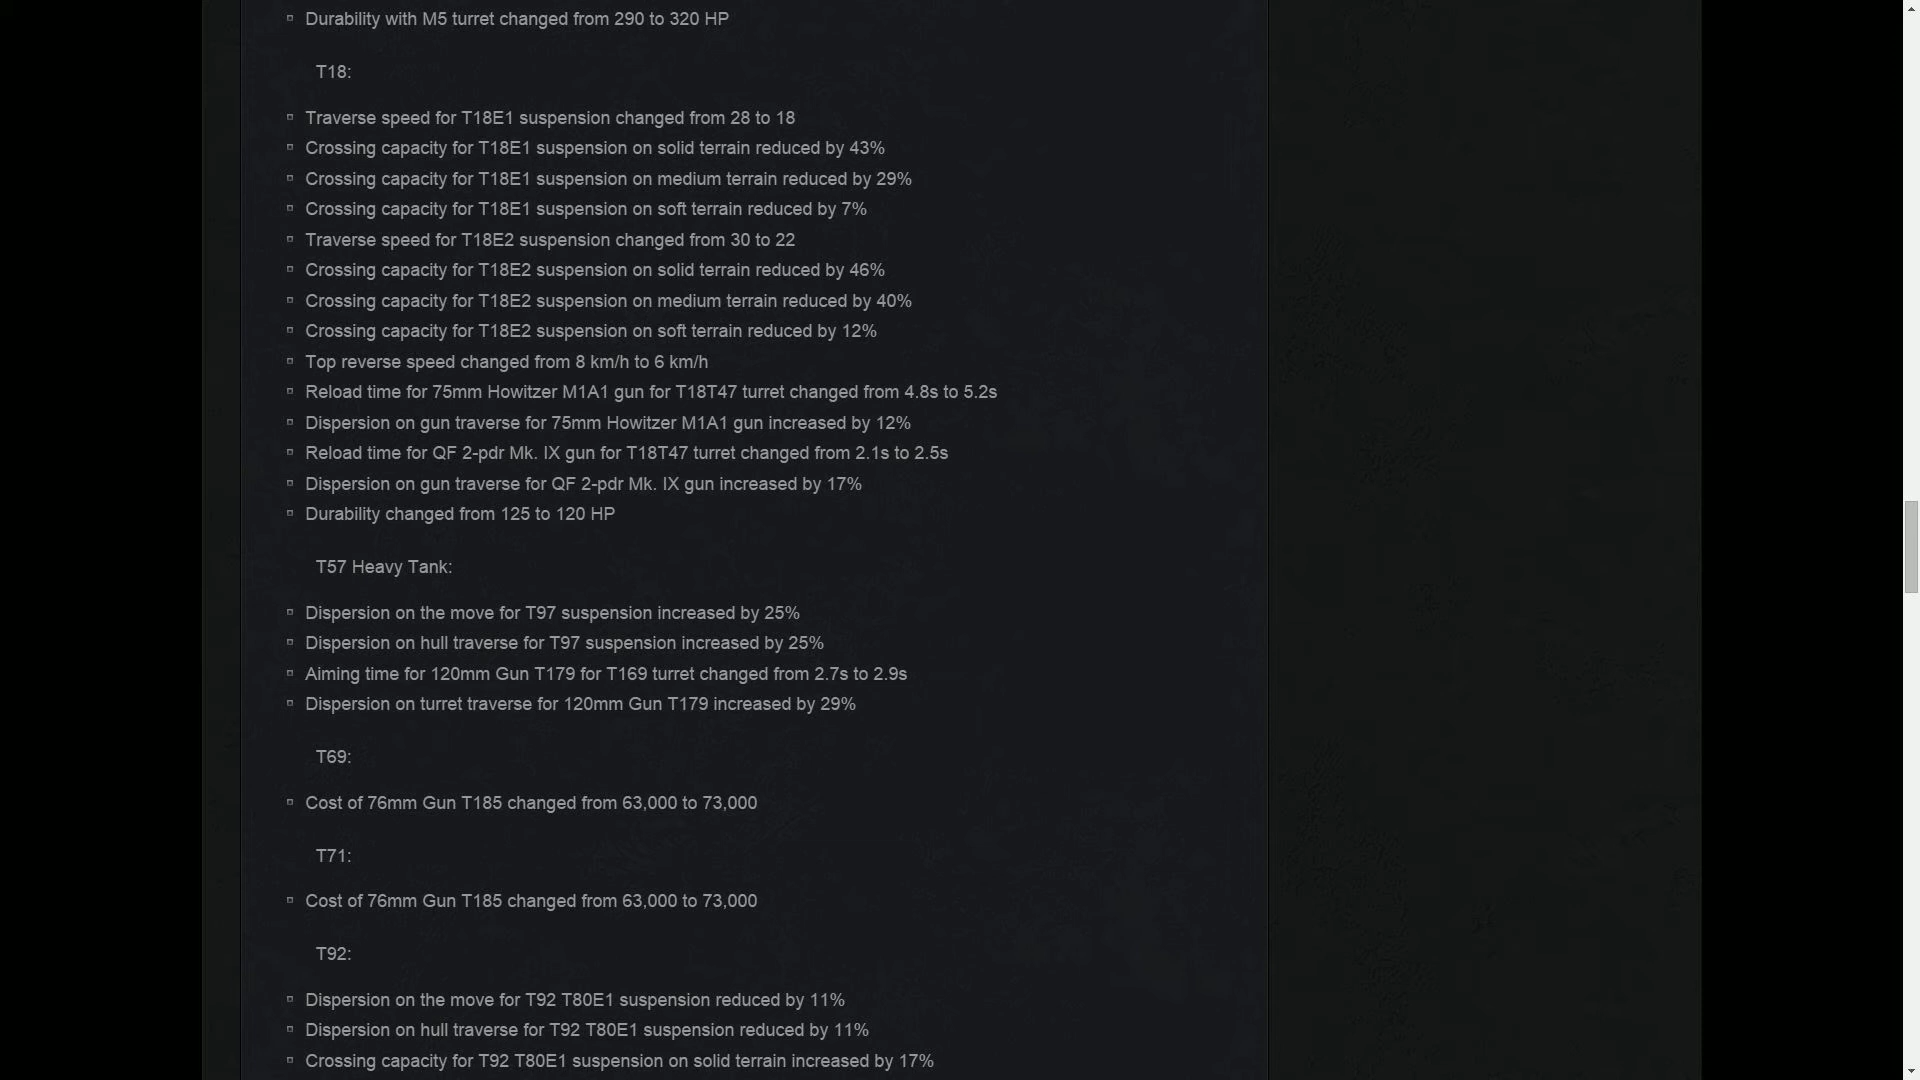 Durability with M5 turret changed from 290 to 320 HP
T18:
Traverse speed for T18E1 suspension changed from 28 to 18
Crossing capacity for T18E1 suspension on solid terrain reduced by 43%
Crossing capacity for T18E1 suspension on medium terrain reduced by 29%
Crossing capacity for T18E1 suspension on soft terrain reduced by 7%
Traverse speed for T18E2 suspension changed from 30 to 22
Crossing capacity for T18E2 suspension on solid terrain reduced by 46%
Crossing capacity for T18E2 suspension on medium terrain reduced by 40%
Crossing capacity for T18E2 suspension on soft terrain reduced by 12%
Top reverse speed changed from 8 km/h to 6 km/h
Reload time for 75mm Howitzer M1A1 gun for T18T47 turret changed from 4.8s to 5.2s
Dispersion on gun traverse for 75mm Howitzer M1A1 gun increased by 12%
Reload time for QF 2-pdr Mk. IX gun for T18T47 turret changed from 2.1s to 2.5s
Dispersion on gun traverse for QF 2-pdr Mk. IX gun increased by 17%
Durability changed from 125 to 120 HP
T57 Heavy Tank:
Dispersion on the move for T97 suspension increased by 25%
Dispersion on hull traverse for T97 suspension increased by 25%
Aiming time for 120mm Gun T179 for T169 turret changed from 2.7s to 2.9s
Dispersion on turret traverse for 120mm Gun T179 increased by 29%
T69:
Cost of 76mm Gun T185 changed from 63,000 to 73,000
T71:
Cost of 76mm Gun T185 changed from 63,000 to 73,000
T92:
Dispersion on the move for T92 T80E1 suspension reduced by 11%
Dispersion on hull traverse for T92 T80E1 suspension reduced by 11%
Crossing capacity for T92 T80E1 suspension on solid terrain increased by 17%